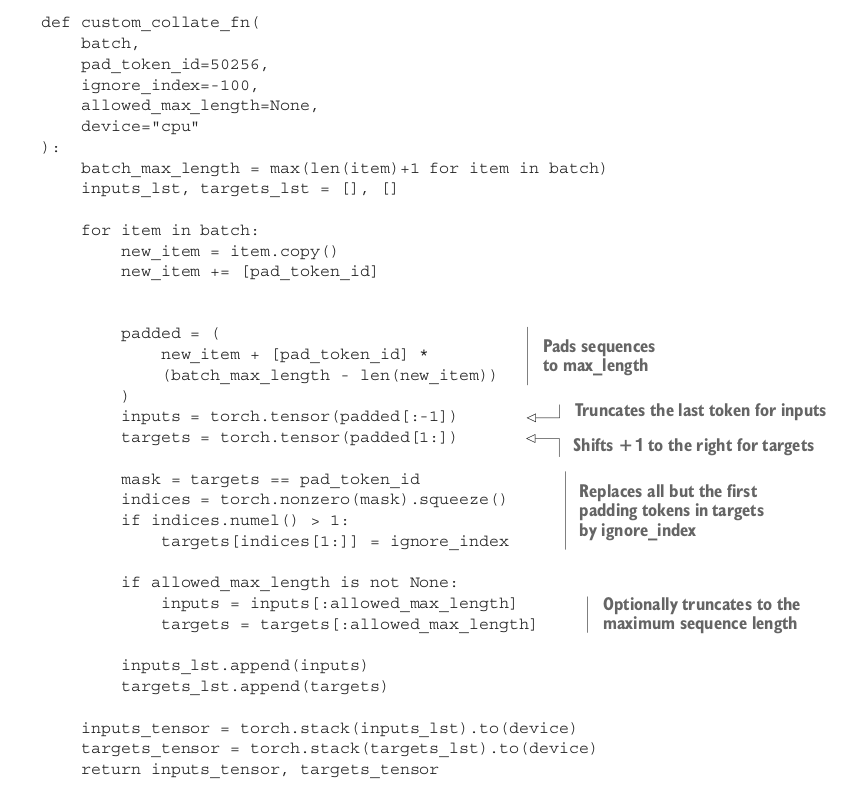 def custom_collate_fn(
    batch,
    pad_token_id=50256,
    ignore_index=-100,
    allowed_max_length=None,
    device="cpu"
):
    batch_max_length = max(len(item)+1 for item in batch)
    inputs_lst, targets_lst = [], []

    for item in batch:
        new_item = item.copy()
        new_item += [pad_token_id]

        padded = (
            new_item + [pad_token_id] *
            (batch_max_length - len(new_item))
        )
Pads sequences
to max_length
        inputs = torch.tensor(padded[:-1])
Truncates the last token for inputs
        targets = torch.tensor(padded[1:])
Shifts +1 to the right for targets

        mask = targets == pad_token_id
        indices = torch.nonzero(mask).squeeze()
        if indices.numel() > 1:
            targets[indices[1:]] = ignore_index
Replaces all but the first
padding tokens in targets
by ignore_index

        if allowed_max_length is not None:
            inputs = inputs[:allowed_max_length]
            targets = targets[:allowed_max_length]
Optionally truncates to the
maximum sequence length

        inputs_lst.append(inputs)
        targets_lst.append(targets)

    inputs_tensor = torch.stack(inputs_lst).to(device)
    targets_tensor = torch.stack(targets_lst).to(device)
    return inputs_tensor, targets_tensor